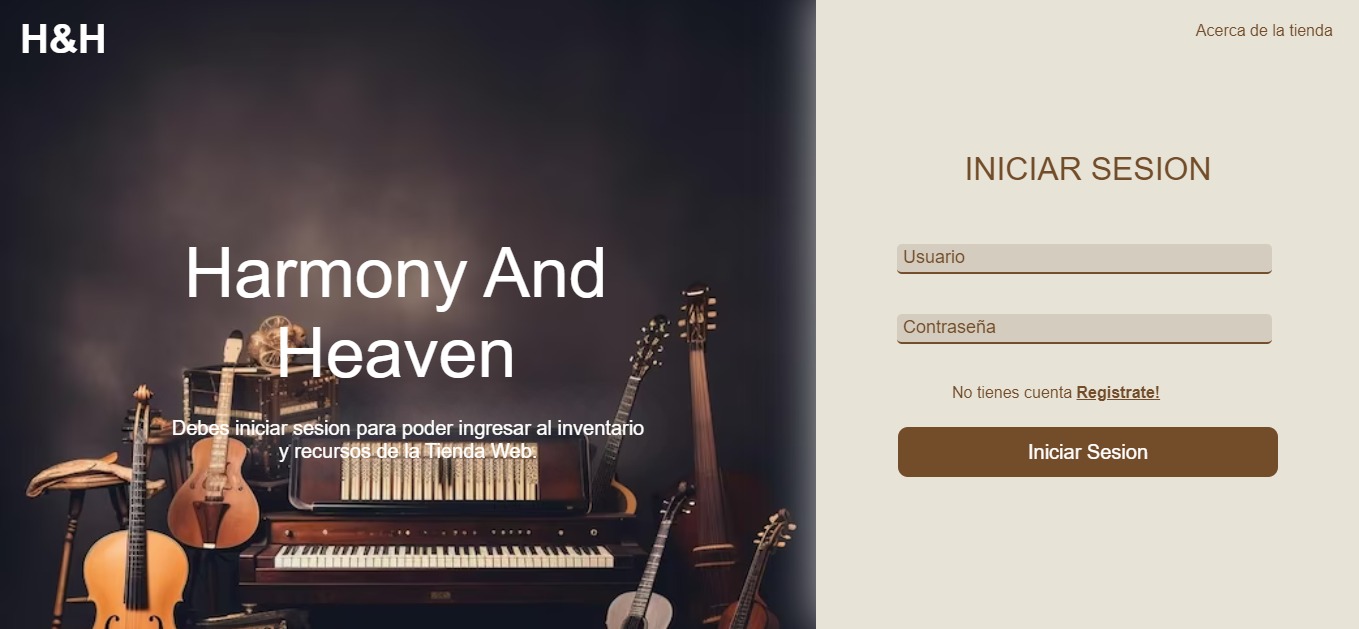 H&H
Acerca de la tienda
Harmony And
Heaven
Debes iniciar sesion para poder ingresar al inventario
y recursos de la Tienda Web.
INICIAR SESION
Usuario
Contraseña
No tienes cuenta Registrate!
Iniciar Sesion